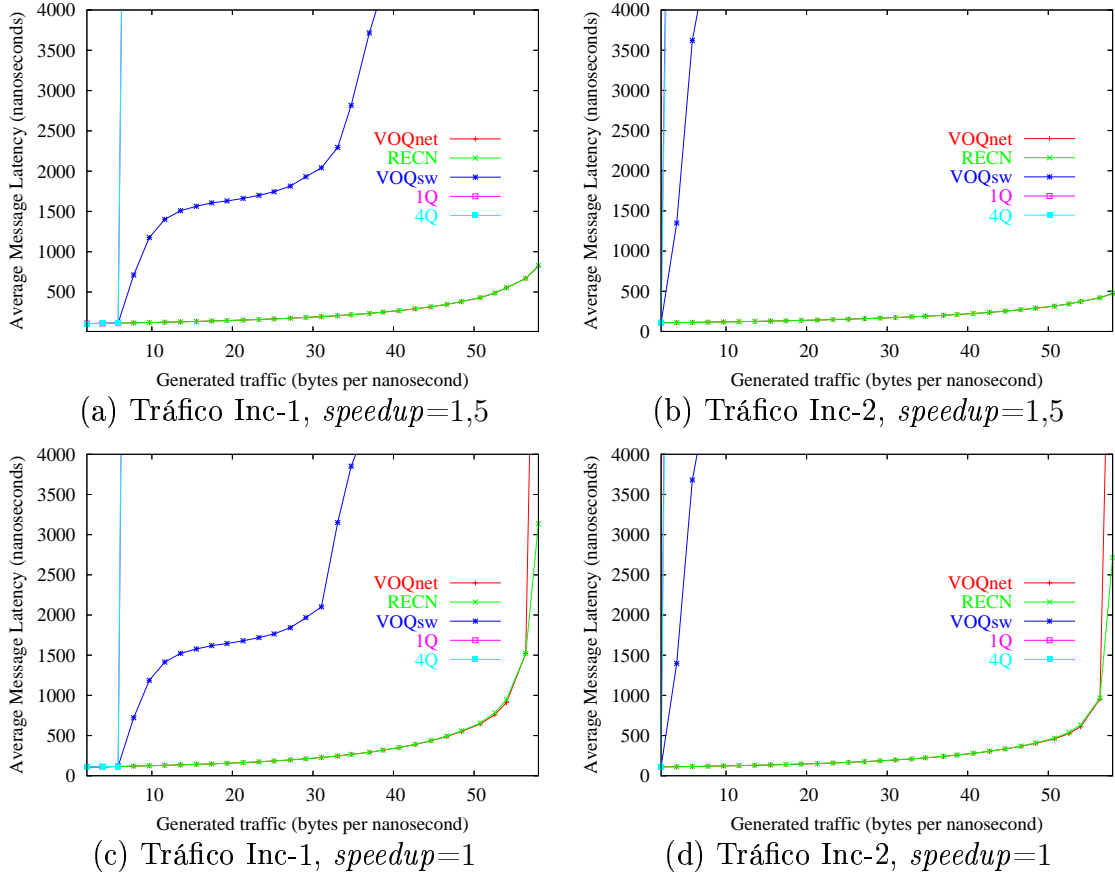 4000
3500
3000
2500
2000
1500
1000
500
Average Message Latency (nanoseconds)
VOQnet
RECN
VOQsw
1Q
4Q
10 20 30 40 50
Generated traffic (bytes per nanosecond)
(a) Tráfico Inc-1, speedup=1,5
4000
3500
3000
2500
2000
1500
1000
500
0
Average Message Latency (nanoseconds)
VOQnet
RECN
VOQsw
1Q
4Q
10 20 30 40 50
Generated traffic (bytes per nanosecond)
(b) Tráfico Inc-2, speedup=1,5
4000
3500
3000
2500
2000
1500
1000
500
0
Average Message Latency (nanoseconds)
VOQnet
RECN
VOQsw
1Q
4Q
10 20 30 40 50
Generated traffic (bytes per nanosecond)
(c) Tráfico Inc-1, speedup=1
4000
3500
3000
2500
2000
1500
1000
500
0
Average Message Latency (nanoseconds)
VOQnet
RECN
VOQsw
1Q
4Q
10 20 30 40 50
Generated traffic (bytes per nanosecond)
(d) Tráfico Inc-2, speedup=1